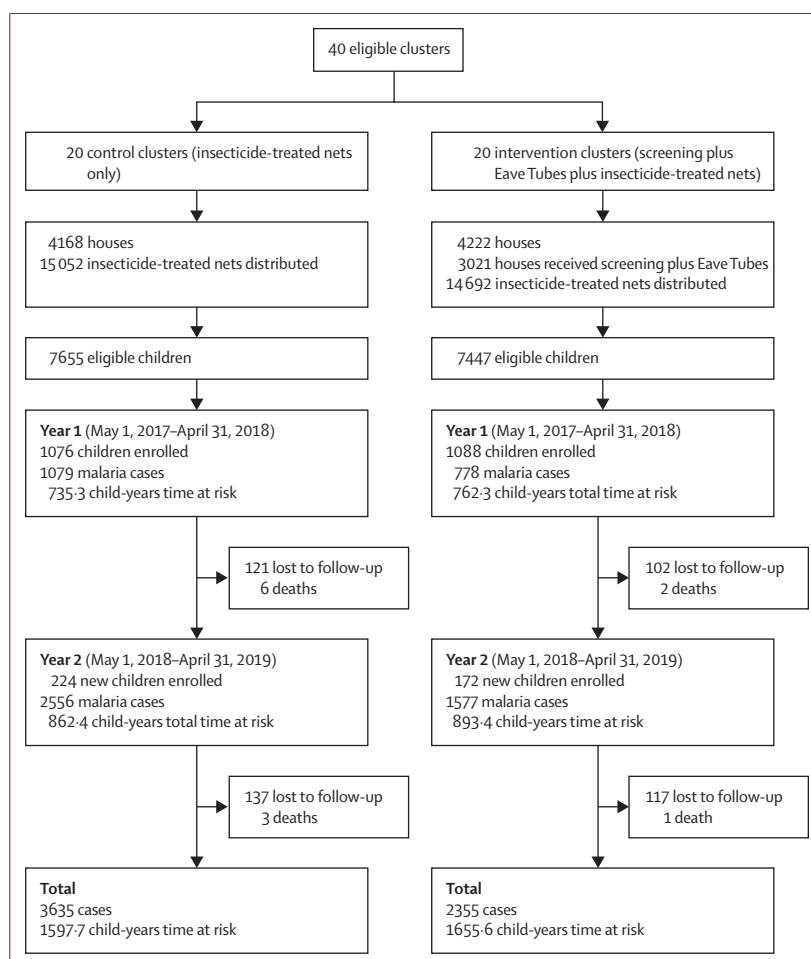 40 eligible clusters
20 control clusters (insecticide-treated nets
only)
20 intervention clusters (screening plus
Eave Tubes plus insecticide-treated nets)
4168 houses
15 052 insecticide-treated nets distributed
4222 houses
3021 houses received screening plus Eave Tubes
14 692 insecticide-treated nets distributed
7655 eligible children
7447 eligible children
Year 1 (May 1, 2017–April 31, 2018)
1076 children enrolled
1079 malaria cases
735·3 child-years time at risk
Year 1 (May 1, 2017–April 31, 2018)
1088 children enrolled
778 malaria cases
762·3 child-years total time at risk
121 lost to follow-up
6 deaths
102 lost to follow-up
2 deaths
Year 2 (May 1, 2018–April 31, 2019)
224 new children enrolled
2556 malaria cases
862·4 child-years total time at risk
Year 2 (May 1, 2018–April 31, 2019)
172 new children enrolled
1577 malaria cases
893·4 child-years time at risk
137 lost to follow-up
3 deaths
117 lost to follow-up
1 death
Total
3635 cases
1597·7 child-years time at risk
Total
2355 cases
1655·6 child-years time at risk